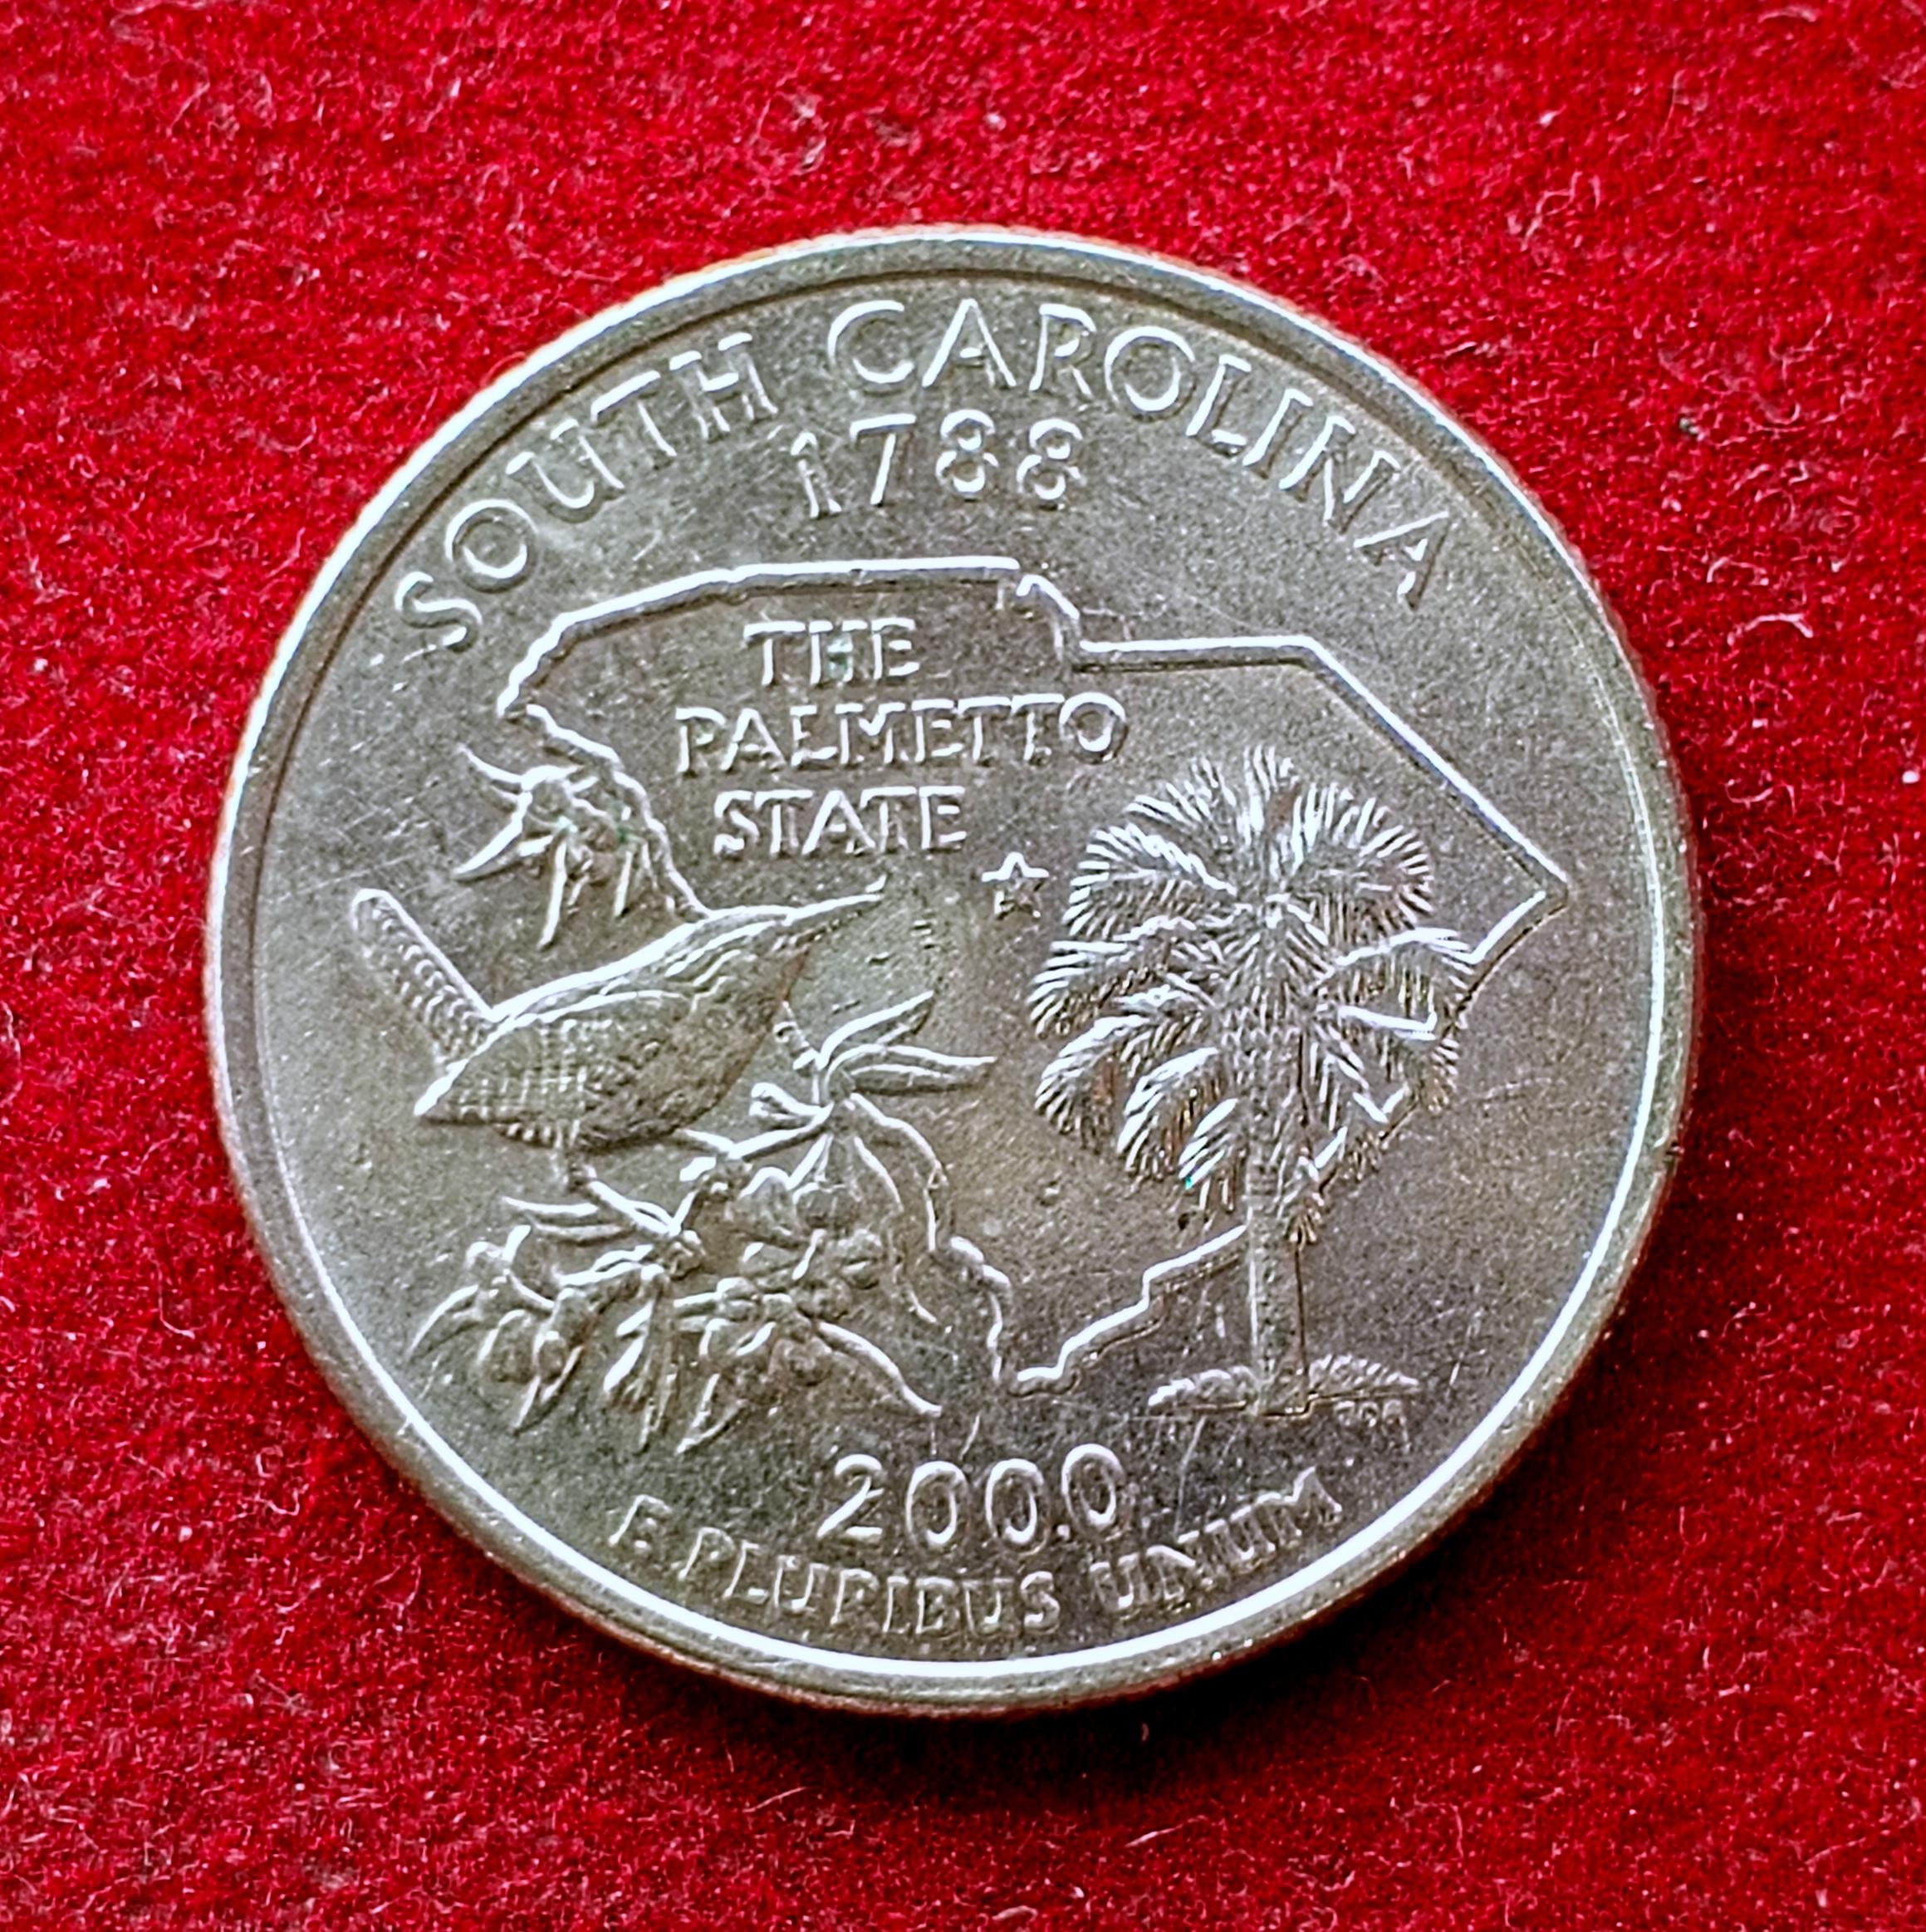 SOUTH CAROLINA
1788
THE
PALMETTO
STATE
2000
E PLURIBUS UNUM